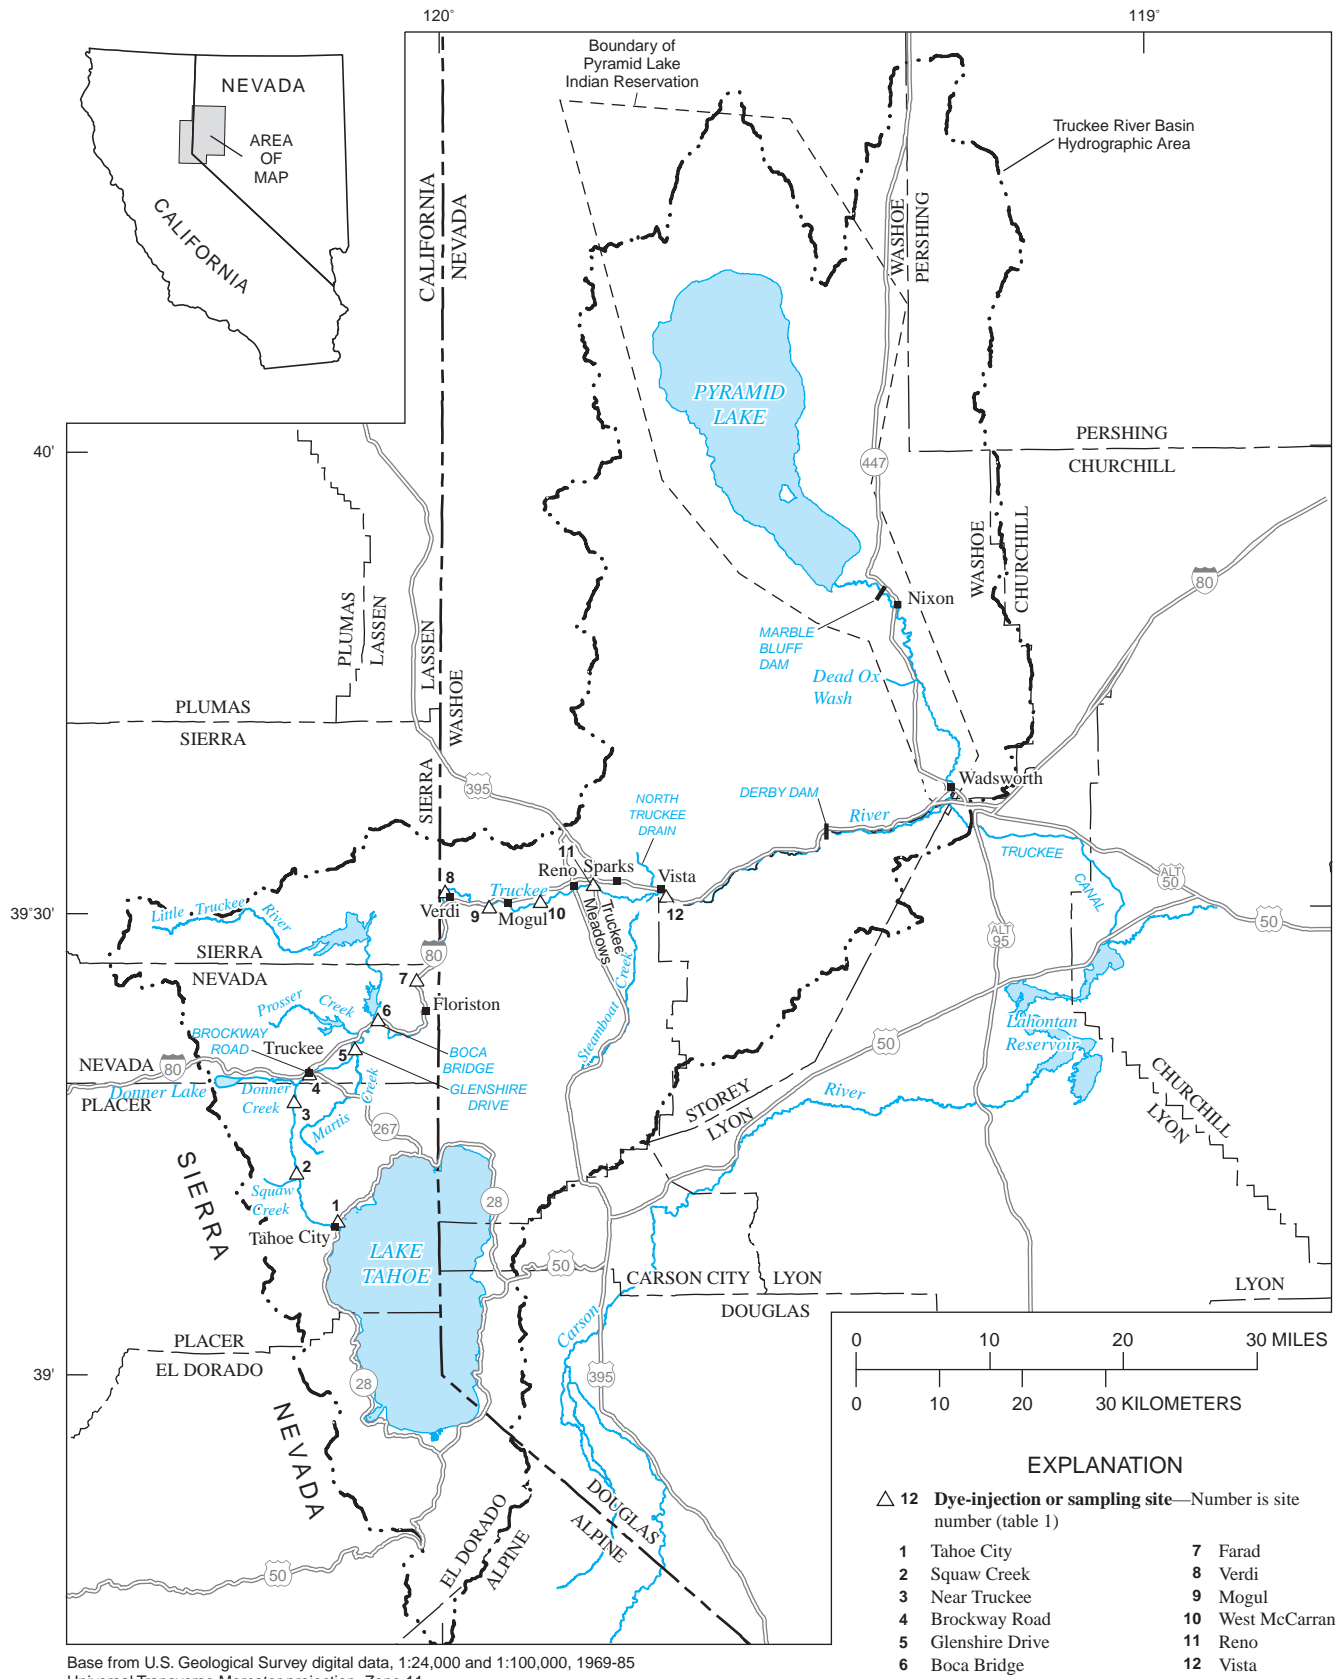 120°
119°
Boundary of
Pyramid Lake
Indian Reservation
NEVADA
AREA
OF
MAP
CALIFORNIA
Truckee River Basin
Hydrographic Area
CALIFORNIA
NEVADA
WASHOE
PERSHING
PYRAMID
LAKE
40'
447
PERSHING
CHURCHILL
WASHOE
CHURCHILL
80
PLUMAS
LASSEN
LASSEN
WASHOE
Nixon
MARBLE
BLUFF
DAM
Dead Ox
Wash
PLUMAS
SIERRA
SIERRA
395
NORTH
TRUCKEE
DRAIN
DERBY DAM
River
Wadsworth
TRUCKEE
CANAL
ALT
50
50
ALT
95
11
Reno
Sparks
Vista
12
8
Verdi
9
Mogul
10
Truckee
Truckee
Meadows
39°30'
Little Truckee
River
SIERRA
NEVADA
80
7
Floriston
Prosser
Creek
6
BROCKWAY
ROAD
Truckee
5
BOCA
BRIDGE
GLENSHIRE
DRIVE
Steamboat Creek
50
Lahontan
Reservoir
NEVADA
PLACER
80
Donner Lake
4
Donner
Creek
3
Martis
Creek
267
STOREY
LYON
River
CHURCHILL
LYON
SIERRA
2
Squaw
Creek
1
Tahoe City
28
LAKE
TAHOE
50
CARSON CITY
LYON
DOUGLAS
LYON
PLACER
EL DORADO
Carson
39'
28
395
0
10
20
30 MILES
0
10
20
30 KILOMETERS
NEVADA
50
EL DORADO
ALPINE
DOUGLAS
ALPINE
EXPLANATION
12 Dye-injection or sampling site—Number is site
number (table 1)
1 Tahoe City
2 Squaw Creek
3 Near Truckee
4 Brockway Road
5 Glenshire Drive
6 Boca Bridge
7 Farad
8 Verdi
9 Mogul
10 West McCarran
11 Reno
12 Vista
Base from U.S. Geological Survey digital data, 1:24,000 and 1:100,000, 1969-85
Universal Transverse Mercator projection, Zone 11